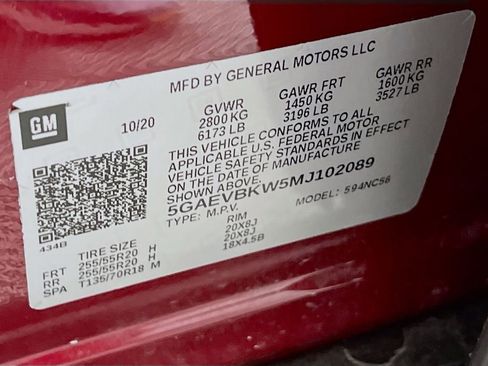 MFD BY GENERAL MOTORS LLC
GM
10/20
GVWR GAWR FRT GAWR RR
2800 KG 1450 KG 1600 KG
6173 LB 3196 LB 3527 LB
THIS VEHICLE CONFORMS TO ALL
APPLICABLE U.S. FEDERAL MOTOR
VEHICLE SAFETY STANDARDS IN EFFECT
ON THE DATE OF MANUFACTURE
SHOWN ABOVE.
5GAEVBKW5MJ102089
TYPE: M.P.V. MODEL: 594NC56
434B
TIRE SIZE RIM
FRT 255/55R20 H 20X8J
RR 255/55R20 H 20X8J
SPA T135/70R18 M 18X4.5B